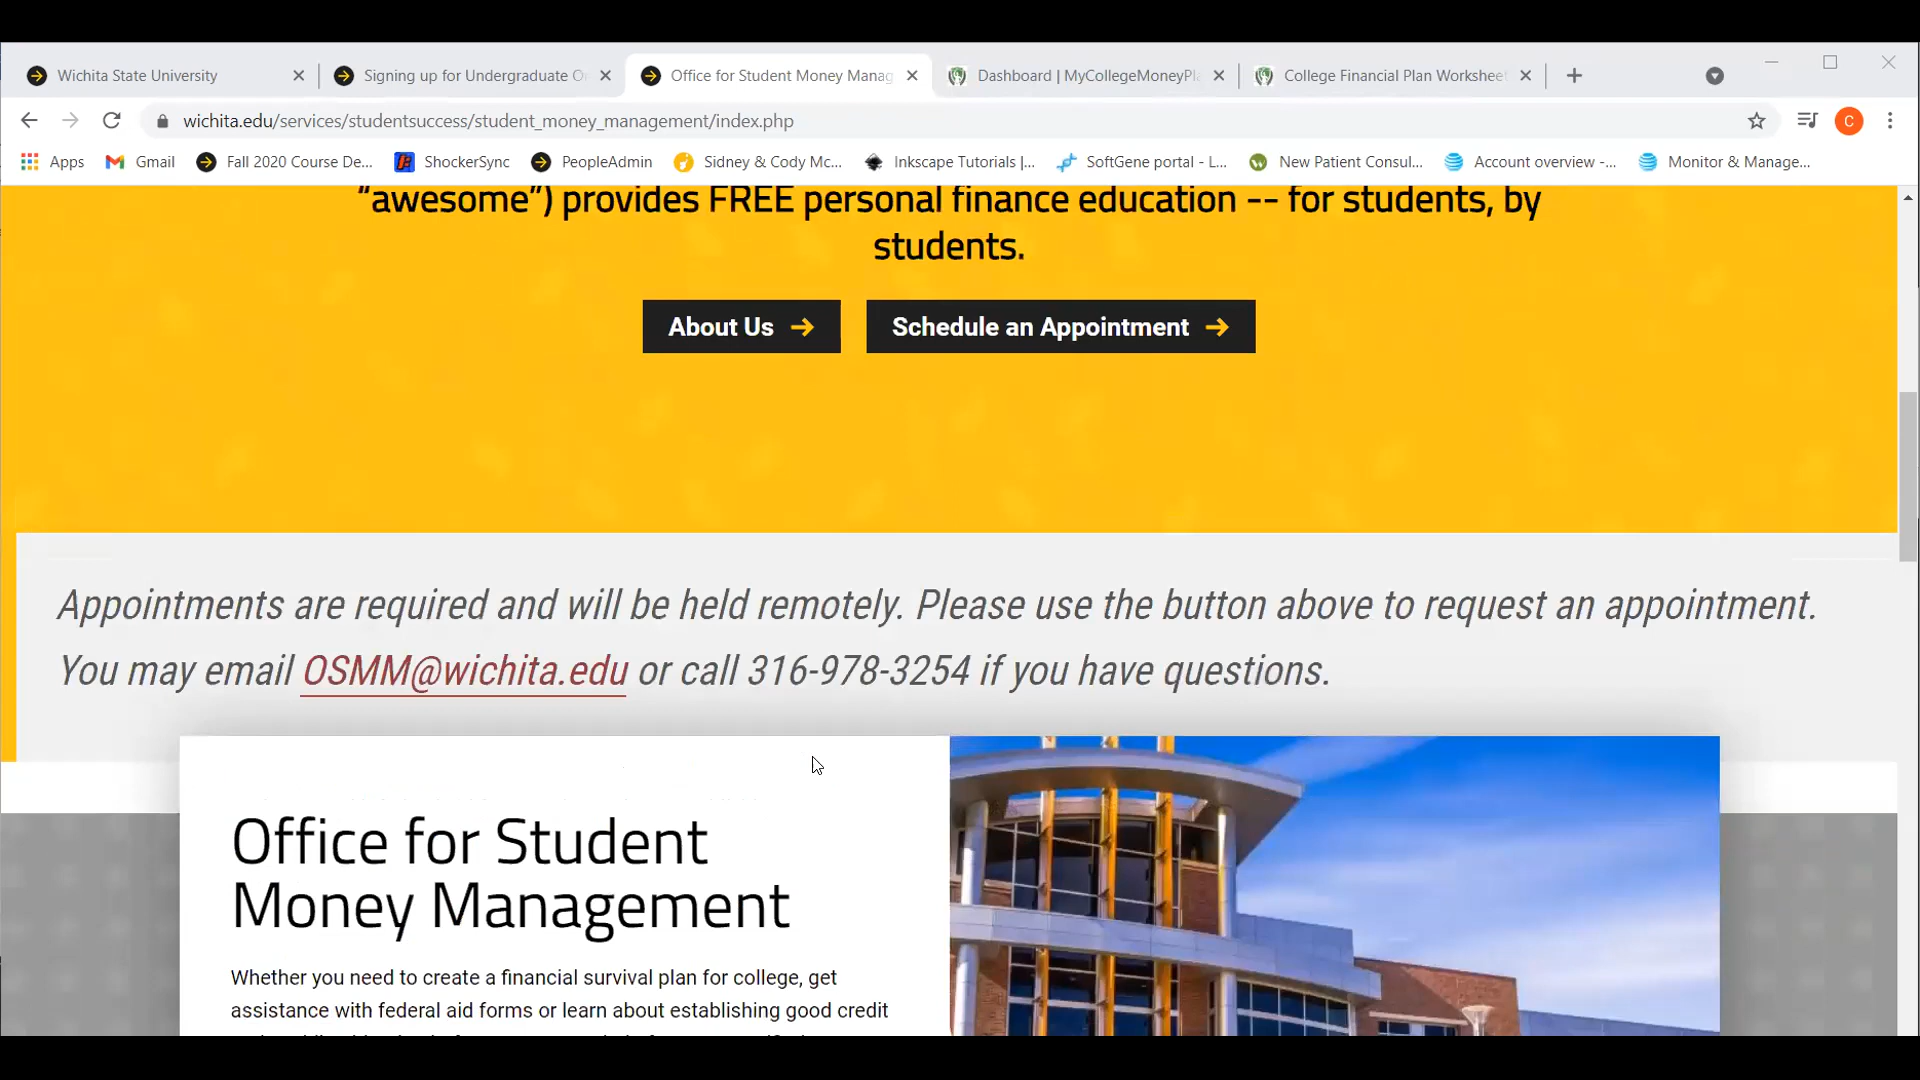 Wichita State University
Signing up for Undergraduate O
Office for Student Money Manag
Dashboard | MyCollegeMoneyPl
College Financial Plan Workshee
wichita.edu/services/studentsuccess/student_money_management/index.php
C
Apps
Gmail
Fall 2020 Course De...
ShockerSync
PeopleAdmin
Sidney & Cody Mc...
Inkscape Tutorials |...
SoftGene portal - L...
New Patient Consul...
Account overview -...
Monitor & Manage...
“awesome”) provides FREE personal finance education -- for students, by
students.
About Us
Schedule an Appointment
Appointments are required and will be held remotely. Please use the button above to request an appointment.
You may email OSMM@wichita.edu or call 316-978-3254 if you have questions.
Office for Student
Money Management
Whether you need to create a financial survival plan for college, get
assistance with federal aid forms or learn about establishing good credit